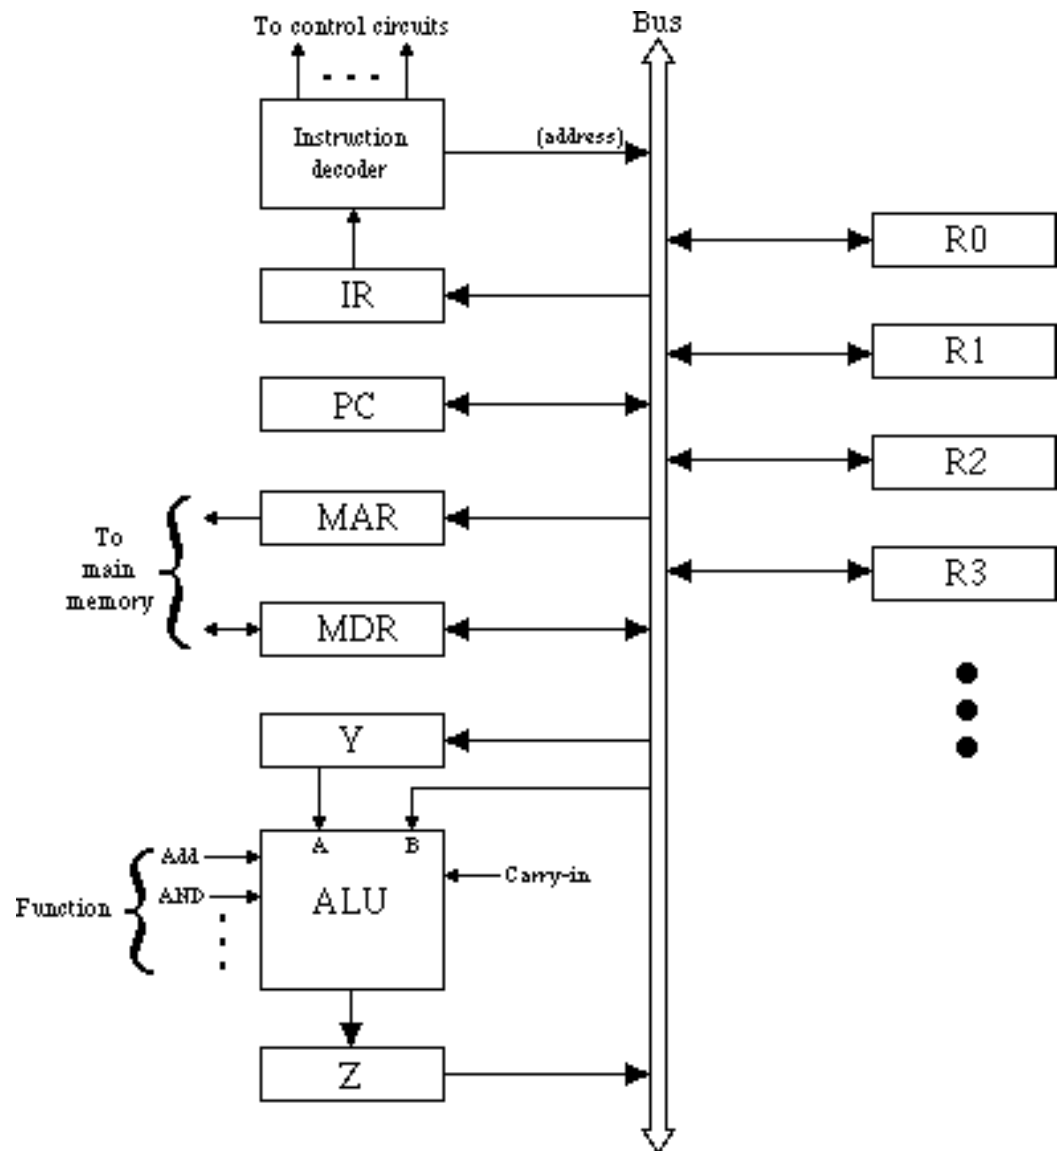 To control circuits
Bus
Instruction
decoder
(address)
R0
IR
R1
PC
R2
MAR
To
main
memory
R3
MDR
Y
A
B
Add
Carry-in
AND
ALU
Function
Z